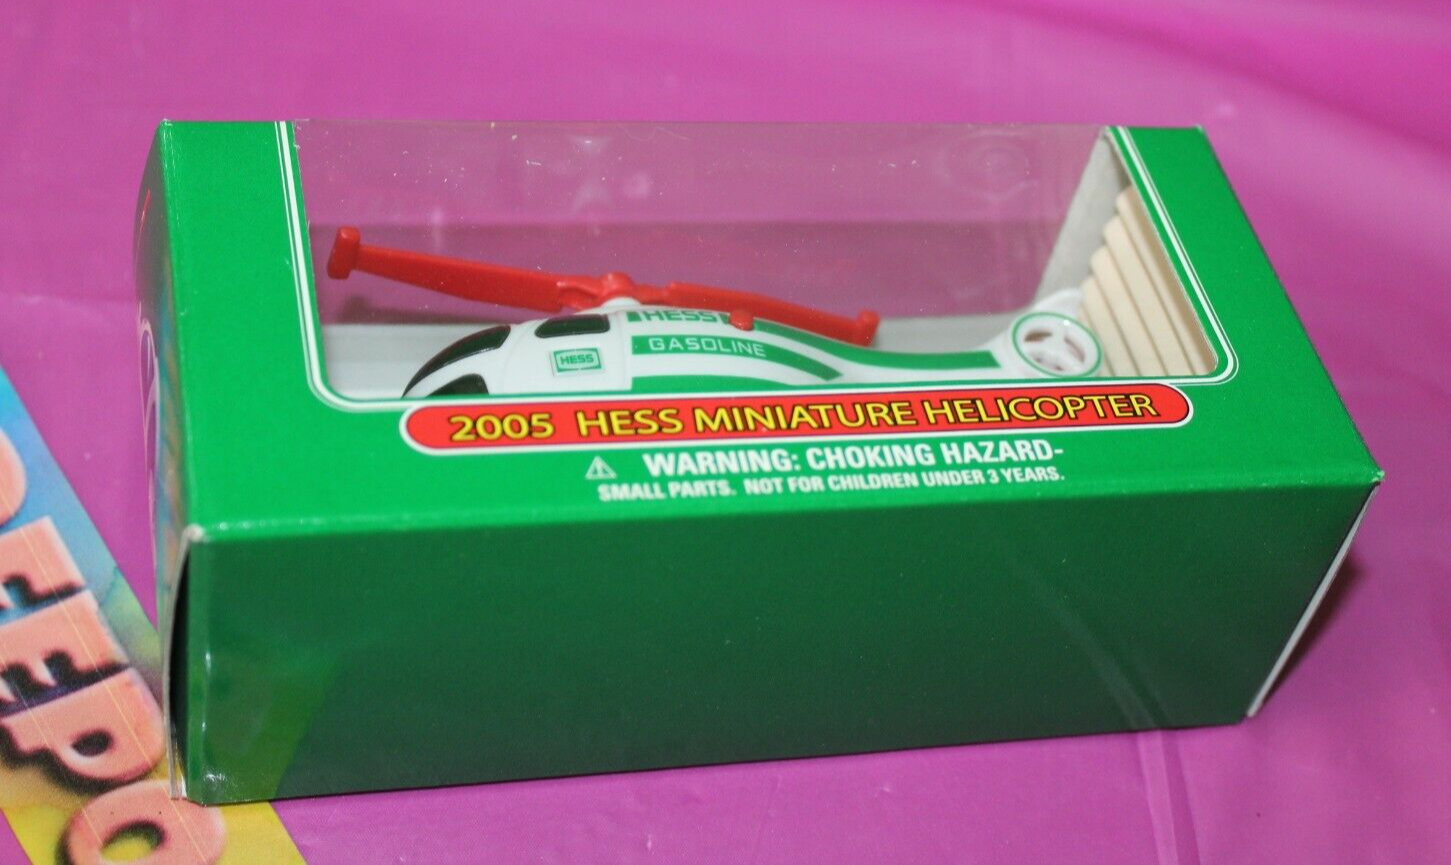 HESS
GASOLINE
HESS
2005 HESS MINIATURE HELICOPTER
WARNING: CHOKING HAZARD-
SMALL PARTS. NOT FOR CHILDREN UNDER 3 YEARS.